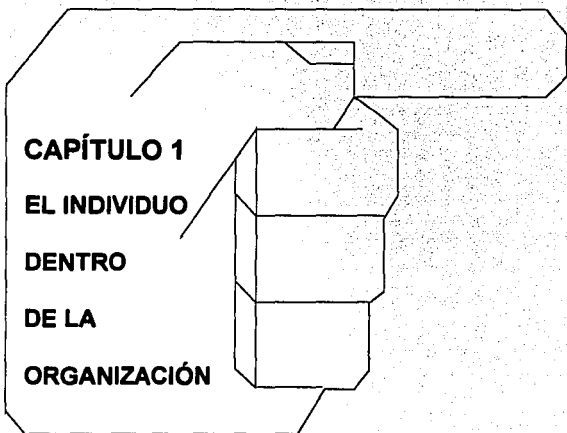 CAPÍTULO 1
EL INDIVIDUO
DENTRO
DE LA
ORGANIZACIÓN